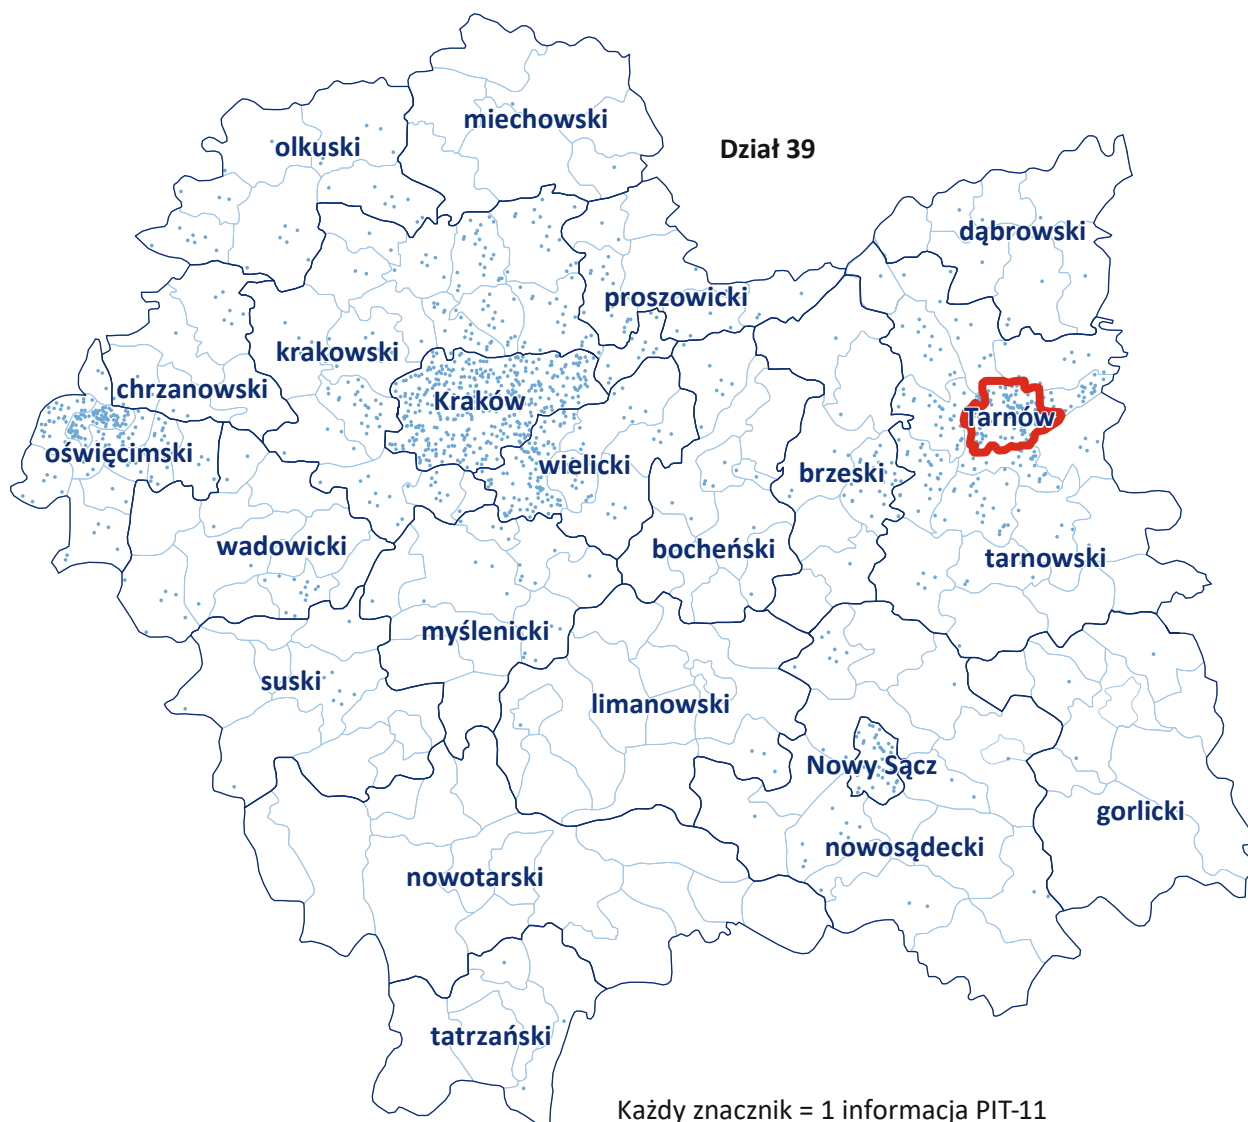 miechowski
olkuski
Dział 39
dąbrowski
proszowicki
krakowski
chrzanowski
Kraków
Tarnów
oświęcimski
wielicki
brzeski
wadowicki
bocheński
tarnowski
myślenicki
suski
limanowski
Nowy Sącz
gorlicki
nowosądecki
nowotarski
tatrzański
Każdy znacznik = 1 informacja PIT-11